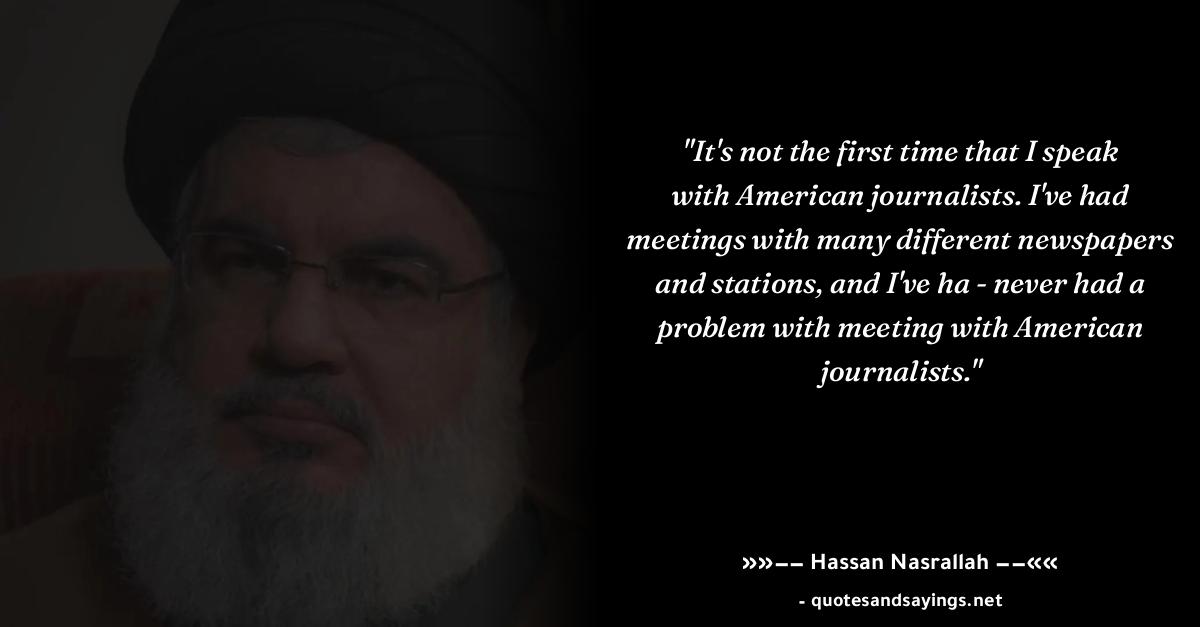 "It's not the first time that I speak
with American journalists. I've had
meetings with many different newspapers
and stations, and I've ha - never had a
problem with meeting with American
journalists."
»»−− Hassan Nasrallah −−««
- quotesandsayings.net